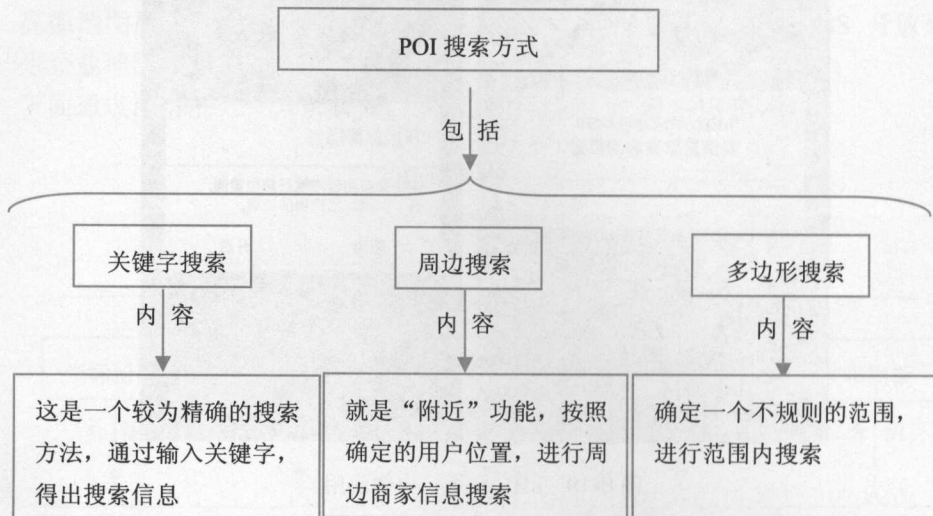 POI 搜索方式
包 括
关键字搜索
周边搜索
多边形搜索
内 容
内 容
内 容
这是一个较为精确的搜索
方法，通过输入关键字，
得出搜索信息
就是“附近”功能，按照
确定的用户位置，进行周
边商家信息搜索
确定一个不规则的范围，
进行范围内搜索